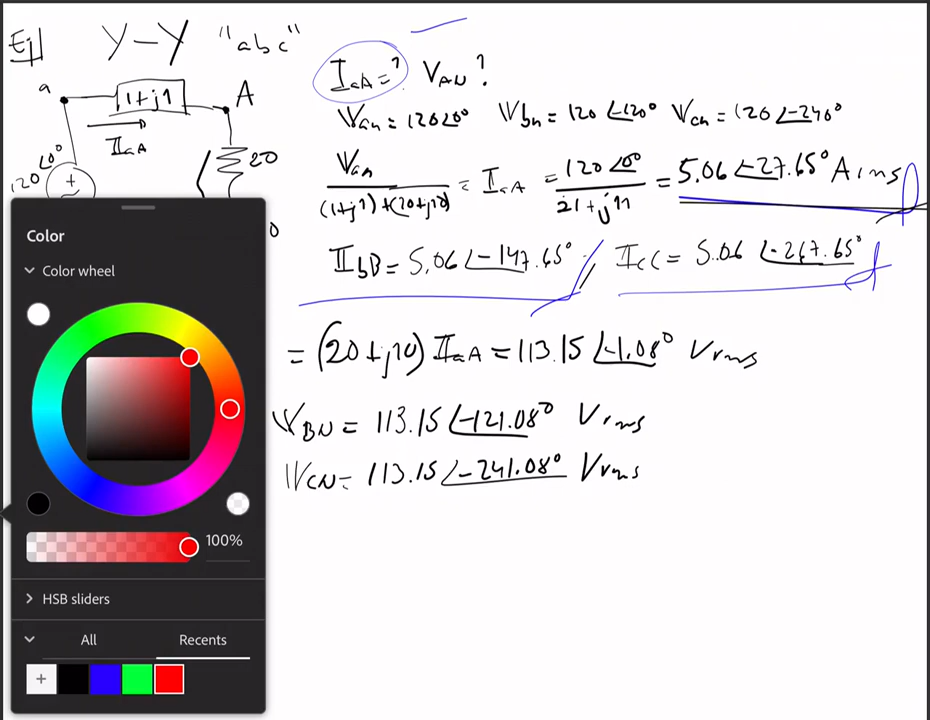 Ej1 Y-Y "abc"
IaA = ? VAN ?
Van = 120∠0° Vbn = 120∠-120° Vcn = 120∠-240°
a 1+j1 A
IaA
20
120∠0°
+
Van / (1+j1)+(20+j10) = IaA = 120∠0° / 21+j11 = 5.06∠-27.65° Arms
0
IbB = 5.06∠-147.65° IcC = 5.06∠-267.65°
= (20+j10) IaA = 113.15∠-1.08° Vrms
VBN = 113.15∠-121.08° Vrms
VCN = 113.15∠-241.08° Vrms
Color
Color wheel
100%
HSB sliders
All Recents
+